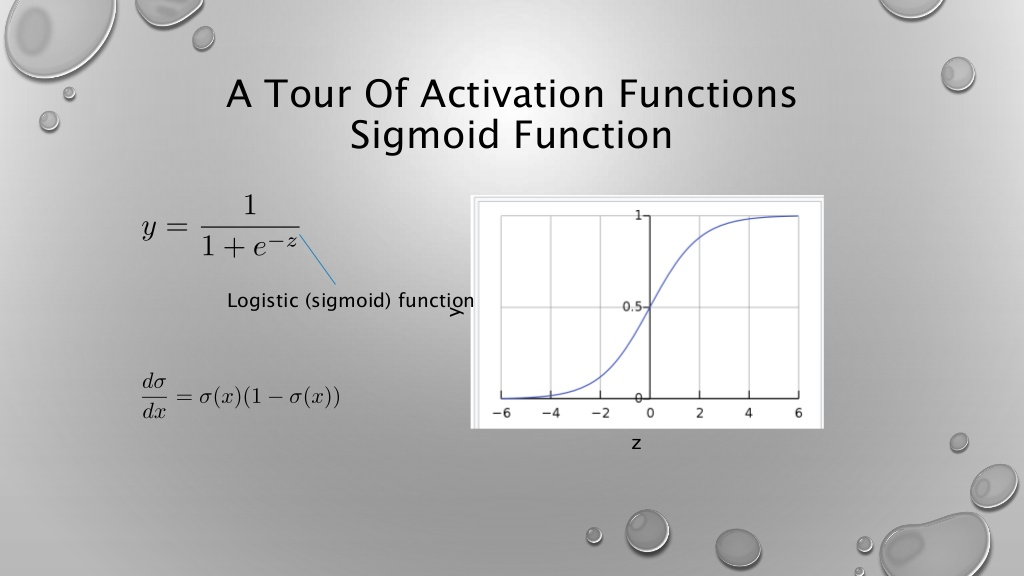 A Tour Of Activation Functions
Sigmoid Function
y = 1 / (1 + e^{−z})
Logistic (sigmoid) function
dσ/dx = σ(x)(1 − σ(x))
y
1
0.5
0
−6 −4 −2 0 2 4 6
z